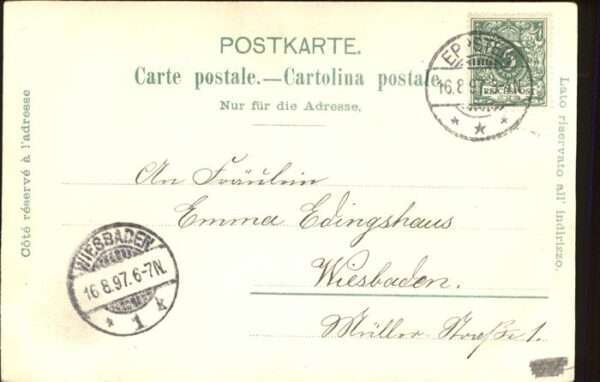 POSTKARTE.
Carte postale.—Cartolina postale.
Nur für die Adresse.
Côté réservé à l'adresse
Lato riservato all' indirizzo.
16.8.97.
REICHSPOST
An Fräulein
Emma Edingshaus
Wiesbaden.
Müller-Straße 1.
WIESBADEN
16.8.97.6-7N.
* 1 k